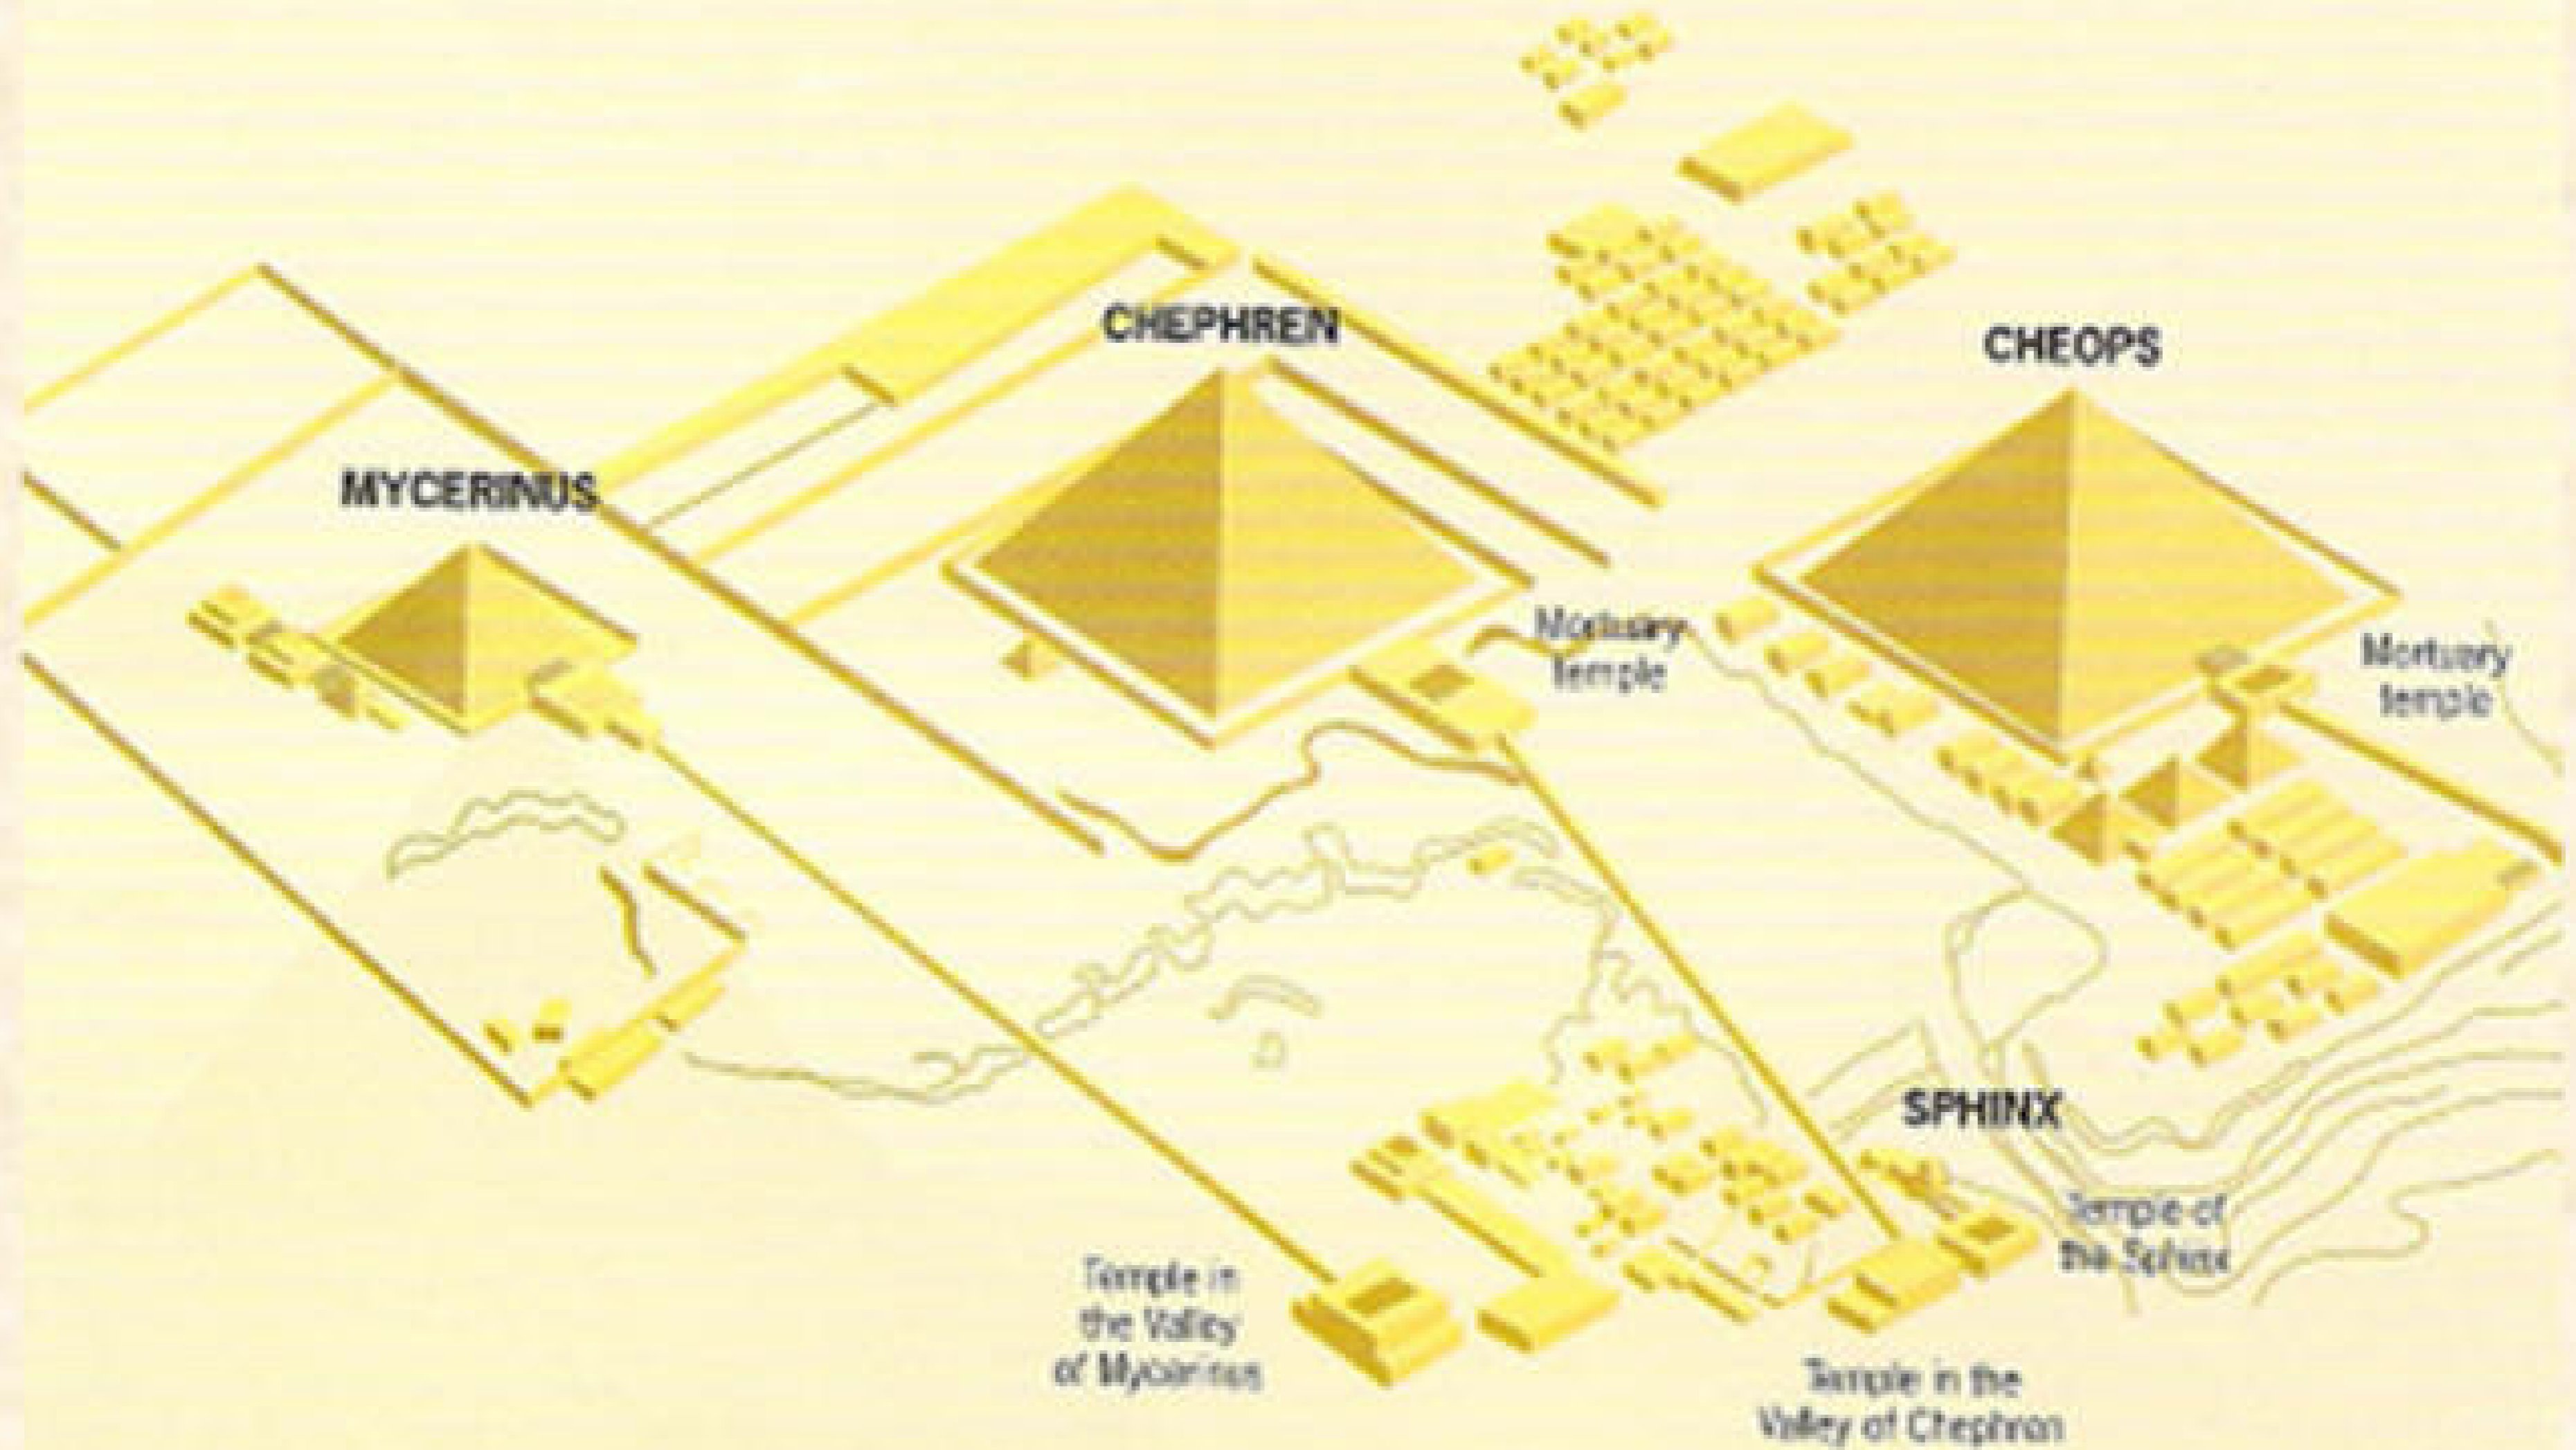 CHEPHREN
CHEOPS
MYCERINUS
Mortuary
temple
Mortuary
temple
SPHINX
Temple of
the Sphinx
Temple in
the Valley
of Mycerinus
Temple in the
Valley of Chephren